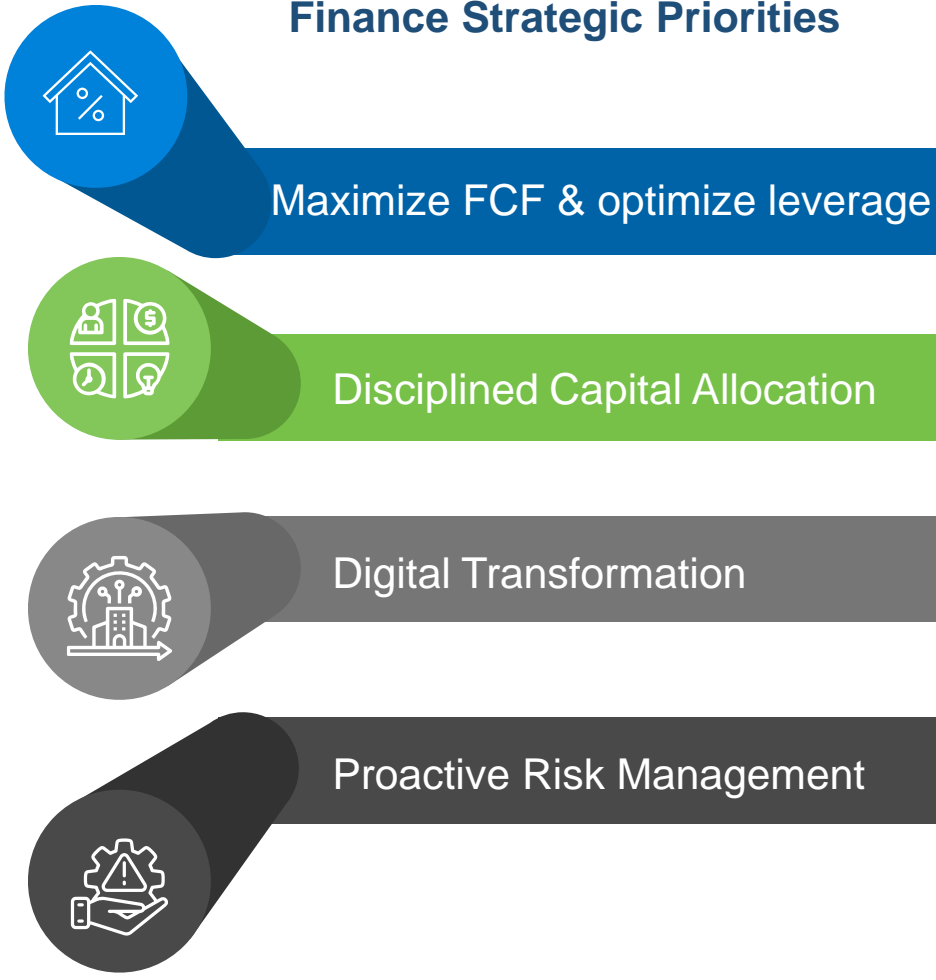 Finance Strategic Priorities
%
Maximize FCF & optimize leverage
$
Disciplined Capital Allocation
Digital Transformation
Proactive Risk Management
!